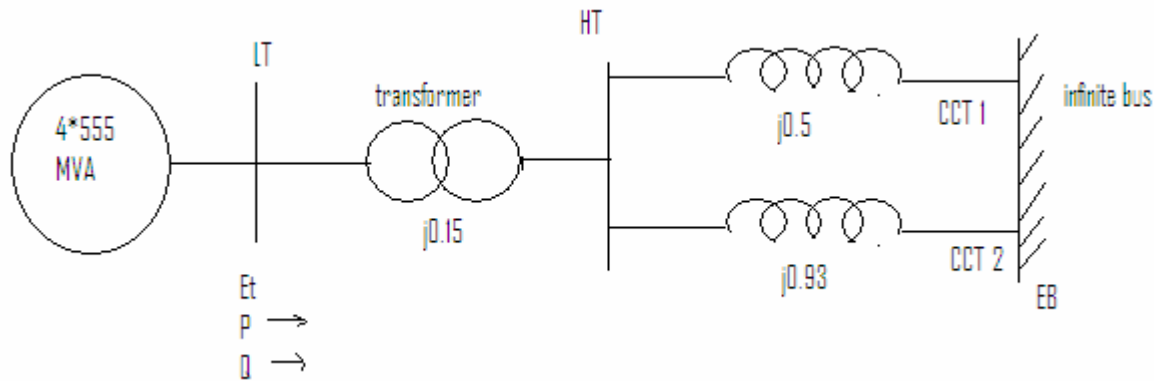 HT
LT
transformer
infinite bus
4*555
MVA
CCT 1
j0.5
j0.15
CCT 2
j0.93
EB
Et
P
Q